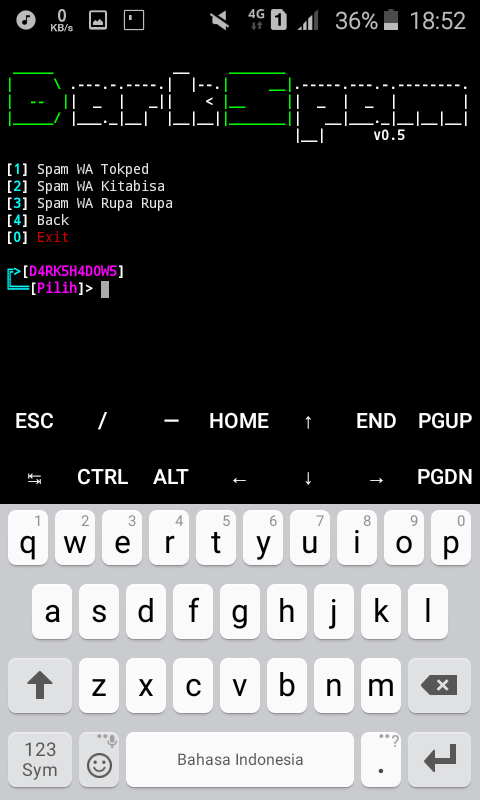 0 KB/s 4G 1 36% 18:52
DarkSpam
v0.5
[1] Spam WA Tokped
[2] Spam WA Kitabisa
[3] Spam WA Rupa Rupa
[4] Back
[0] Exit
[D4RK5H4D0W5]
[Pilih]>
ESC / — HOME ↑ END PGUP
↹ CTRL ALT ← ↓ → PGDN
1 2 3 4 5 6 7 8 9 0
q w e r t y u i o p
a s d f g h j k l
z x c v b n m
123 Sym Bahasa Indonesia . ?